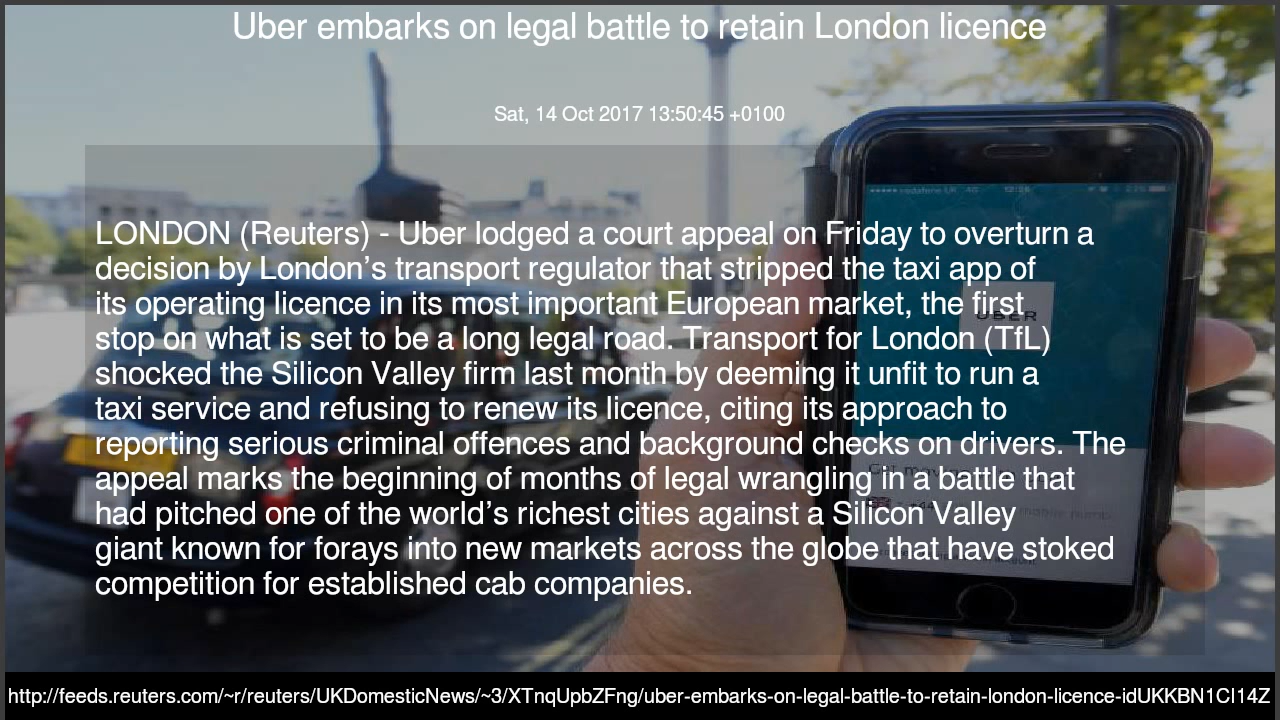 Uber embarks on legal battle to retain London licence
Sat, 14 Oct 2017 13:50:45 +0100
LONDON (Reuters) - Uber lodged a court appeal on Friday to overturn a
decision by London’s transport regulator that stripped the taxi app of
its operating licence in its most important European market, the first
stop on what is set to be a long legal road. Transport for London (TfL)
shocked the Silicon Valley firm last month by deeming it unfit to run a
taxi service and refusing to renew its licence, citing its approach to
reporting serious criminal offences and background checks on drivers. The
appeal marks the beginning of months of legal wrangling in a battle that
had pitched one of the world’s richest cities against a Silicon Valley
giant known for forays into new markets across the globe that have stoked
competition for established cab companies.
vodafone UK 4G 12:26 27%
UBER
http://feeds.reuters.com/~r/reuters/UKDomesticNews/~3/XTnqUpbZFng/uber-embarks-on-legal-battle-to-retain-london-licence-idUKKBN1CI14Z